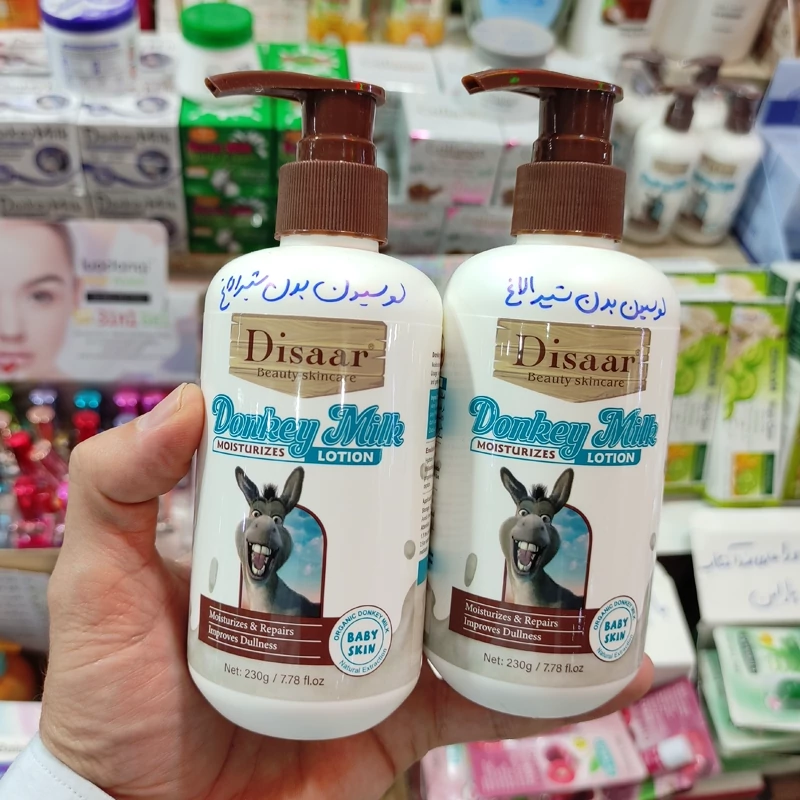 لوسیون بدن شیر الاغ
Disaar
Beauty skincare
Donkey Milk
MOISTURIZES LOTION
Moisturizes & Repairs
Improves Dullness
ORGANIC DONKEY MILK
BABY
SKIN
Natural Extraction
Net: 230g / 7.78 fl.oz
لوسین بدن شیر الاغ
Disaar
Beauty skincare
Donkey Milk
MOISTURIZES LOTION
Moisturizes & Repairs
Improves Dullness
ORGANIC DONKEY MILK
BABY
SKIN
Natural Extraction
Net: 230g / 7.78 fl.oz